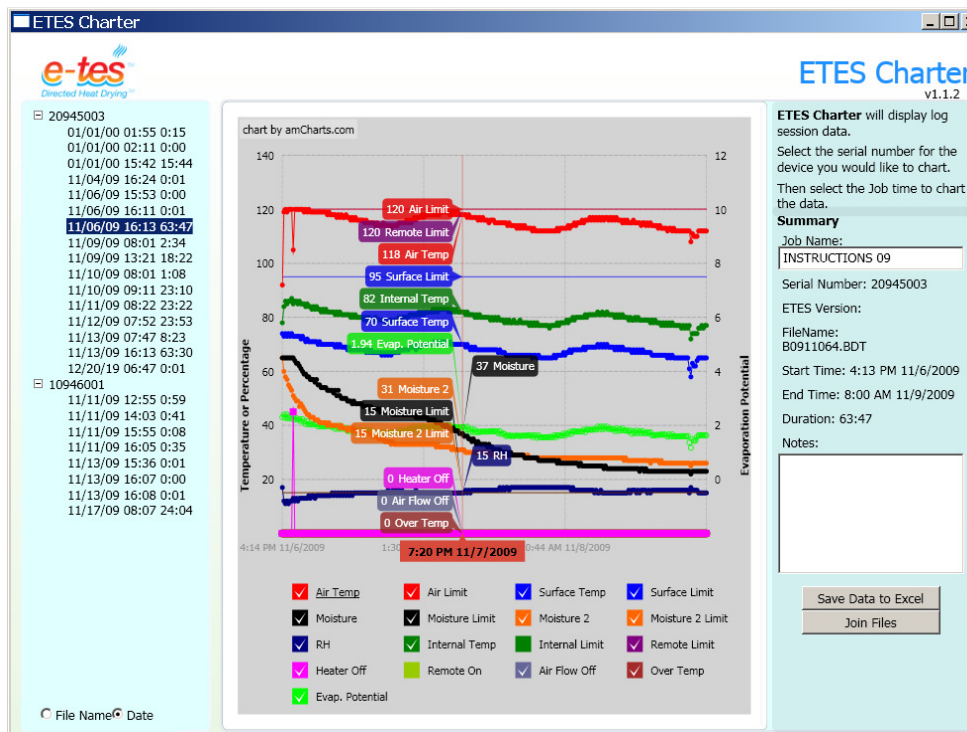 ETES Charter
e-tes
Directed Heat Drying
ETES Charter
v1.1.2
20945003
01/01/00 01:55 0:15
01/01/00 02:11 0:00
01/01/00 15:42 15:44
11/04/09 16:24 0:01
11/06/09 15:53 0:00
11/06/09 16:11 0:01
11/06/09 16:13 63:47
11/09/09 08:01 2:34
11/09/09 13:21 18:22
11/10/09 08:01 1:08
11/10/09 09:11 23:10
11/11/09 08:22 23:22
11/12/09 07:52 23:53
11/13/09 07:47 8:23
11/13/09 16:13 63:30
12/20/19 06:47 0:01
10946001
11/11/09 12:55 0:59
11/11/09 14:03 0:41
11/11/09 15:55 0:08
11/11/09 16:05 0:35
11/13/09 15:36 0:01
11/13/09 16:07 0:00
11/13/09 16:08 0:01
11/17/09 08:07 24:04
File Name Date
chart by amCharts.com
140
120
100
80
60
40
20
Temperature or Percentage
12
10
8
6
4
2
0
Evaporation Potential
120 Air Limit
120 Remote Limit
118 Air Temp
95 Surface Limit
82 Internal Temp
70 Surface Temp
1.94 Evap. Potential
37 Moisture
31 Moisture 2
15 Moisture Limit
15 Moisture 2 Limit
15 RH
0 Heater Off
0 Air Flow Off
0 Over Temp
4:14 PM 11/6/2009
1:30
7:20 PM 11/7/2009
0:44 AM 11/8/2009
Air Temp Air Limit Surface Temp Surface Limit
Moisture Moisture Limit Moisture 2 Moisture 2 Limit
RH Internal Temp Internal Limit Remote Limit
Heater Off Remote On Air Flow Off Over Temp
Evap. Potential
ETES Charter will display log
session data.
Select the serial number for the
device you would like to chart.
Then select the Job time to chart
the data.
Summary
Job Name:
INSTRUCTIONS 09
Serial Number: 20945003
ETES Version:
FileName:
B0911064.BDT
Start Time: 4:13 PM 11/6/2009
End Time: 8:00 AM 11/9/2009
Duration: 63:47
Notes:
Save Data to Excel
Join Files